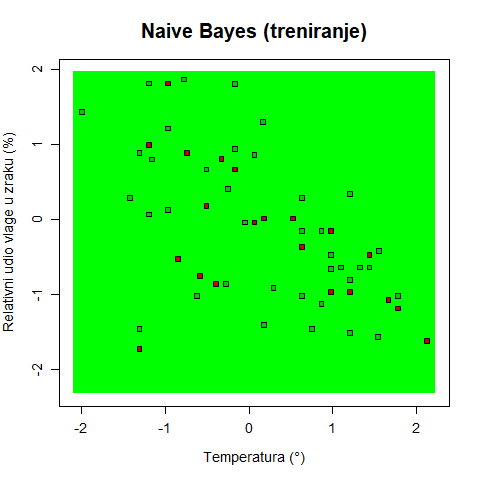 Naive Bayes (treniranje)
Relativni udio vlage u zraku (%)
2
1
0
-1
-2
-2 -1 0 1 2
Temperatura (°)